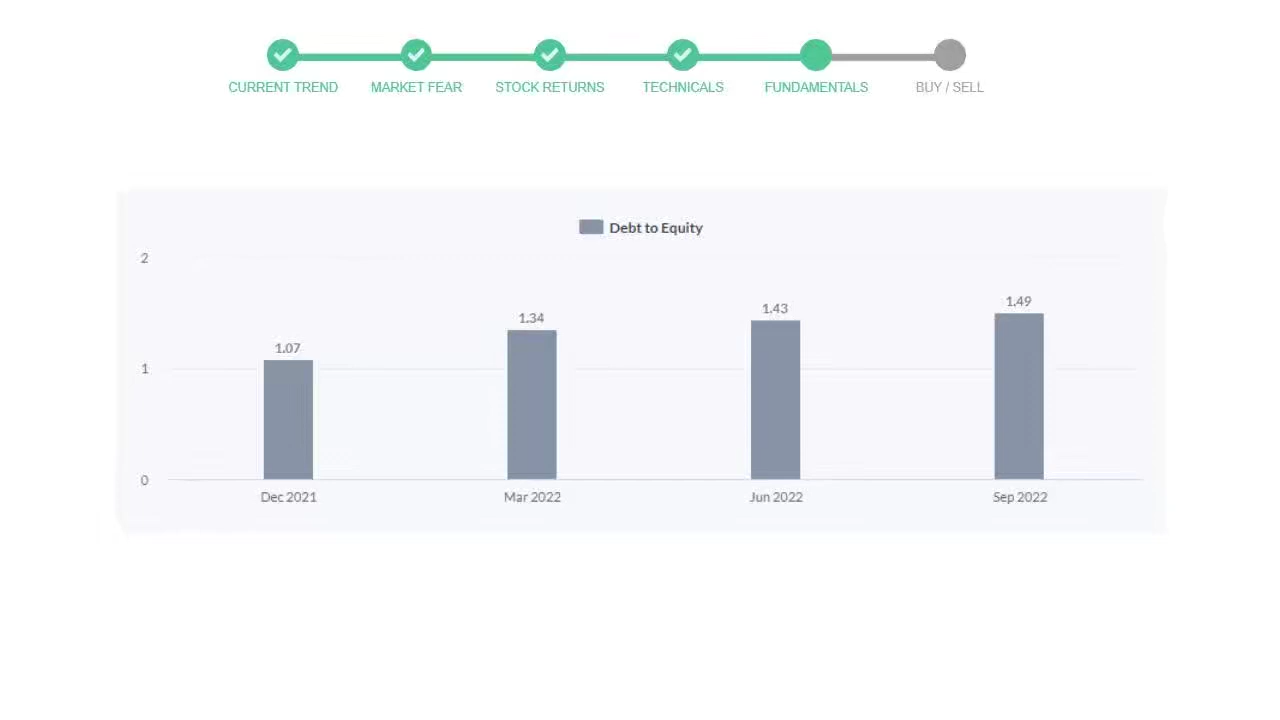 CURRENT TREND MARKET FEAR STOCK RETURNS TECHNICALS FUNDAMENTALS BUY / SELL
Debt to Equity
2
1.49
1.43
1.34
1.07
1
0
Dec 2021 Mar 2022 Jun 2022 Sep 2022